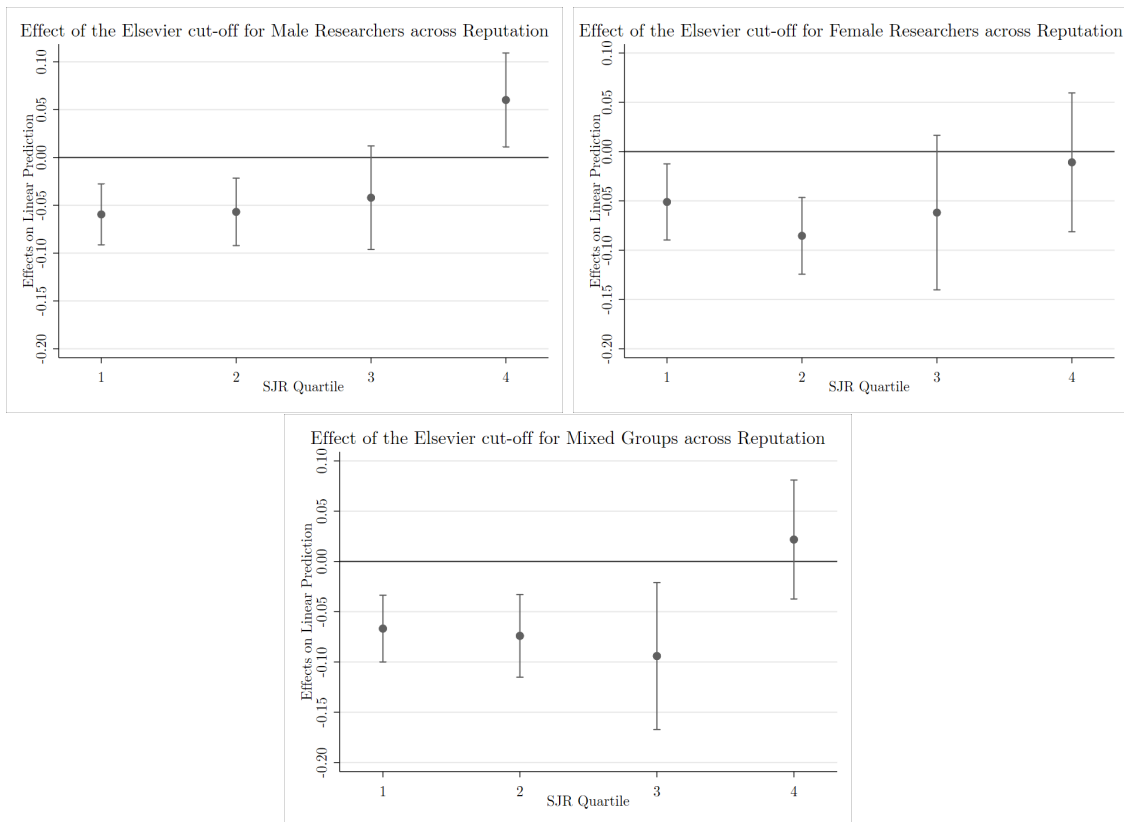 Effect of the Elsevier cut-off for Male Researchers across Reputation
Effects on Linear Prediction
0.10
0.05
0.00
-0.05
-0.10
-0.15
-0.20
1 2 3 4
SJR Quartile
Effect of the Elsevier cut-off for Female Researchers across Reputation
Effects on Linear Prediction
0.10
0.05
0.00
-0.05
-0.10
-0.15
-0.20
1 2 3 4
SJR Quartile
Effect of the Elsevier cut-off for Mixed Groups across Reputation
Effects on Linear Prediction
0.10
0.05
0.00
-0.05
-0.10
-0.15
-0.20
1 2 3 4
SJR Quartile